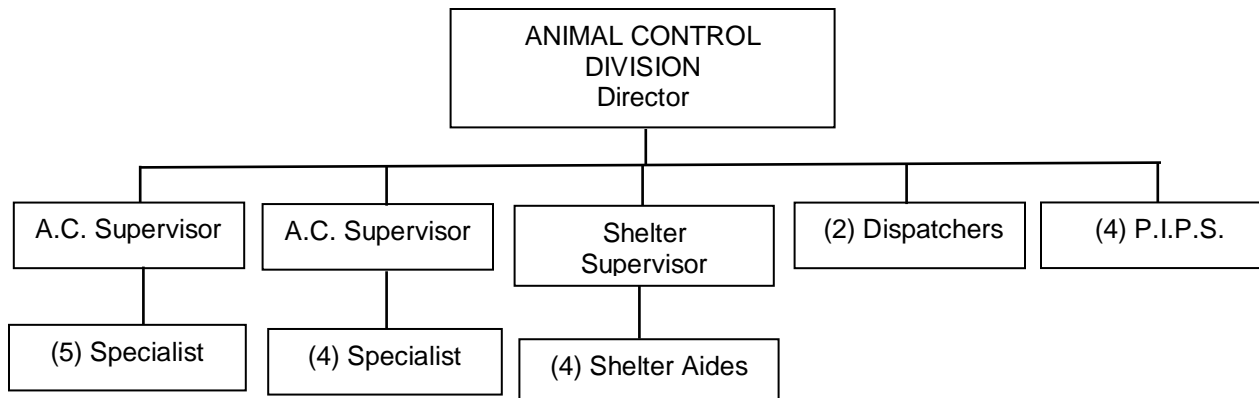 ANIMAL CONTROL
DIVISION
Director
A.C. Supervisor
A.C. Supervisor
Shelter
Supervisor
(2) Dispatchers
(4) P.I.P.S.
(5) Specialist
(4) Specialist
(4) Shelter Aides